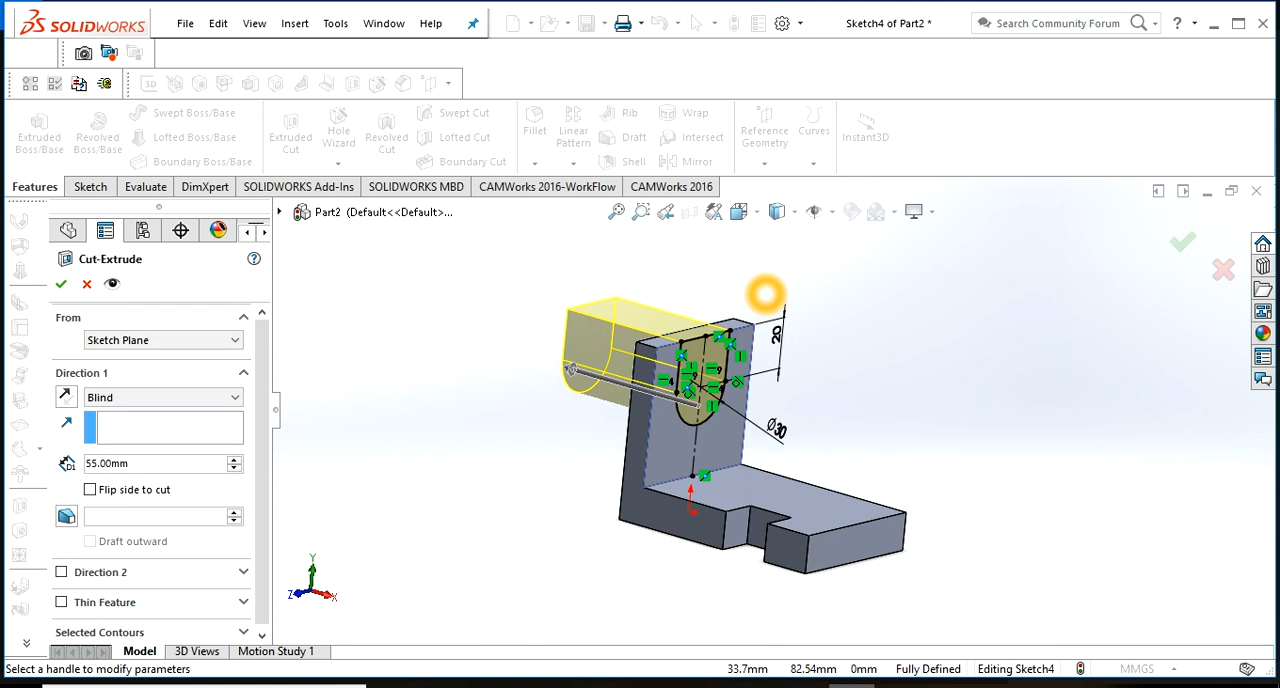 SOLIDWORKS File Edit View Insert Tools Window Help Sketch4 of Part2 * Search Community Forum ?
3D
Extruded Boss/Base
Revolved Boss/Base
Swept Boss/Base
Lofted Boss/Base
Boundary Boss/Base
Extruded Cut
Hole Wizard
Revolved Cut
Swept Cut
Lofted Cut
Boundary Cut
Fillet
Linear Pattern
Rib
Draft
Shell
Wrap
Intersect
Mirror
Reference Geometry
Curves
Instant3D
Features Sketch Evaluate DimXpert SOLIDWORKS Add-Ins SOLIDWORKS MBD CAMWorks 2016-WorkFlow CAMWorks 2016
Part2 (Default<<Default>...
Cut-Extrude
From
Sketch Plane
Direction 1
Blind
55.00mm
Flip side to cut
Draft outward
Direction 2
Thin Feature
Selected Contours
20
Ø30
Y
Z
X
Model 3D Views Motion Study 1
Select a handle to modify parameters 33.7mm 82.54mm 0mm Fully Defined Editing Sketch4 MMGS